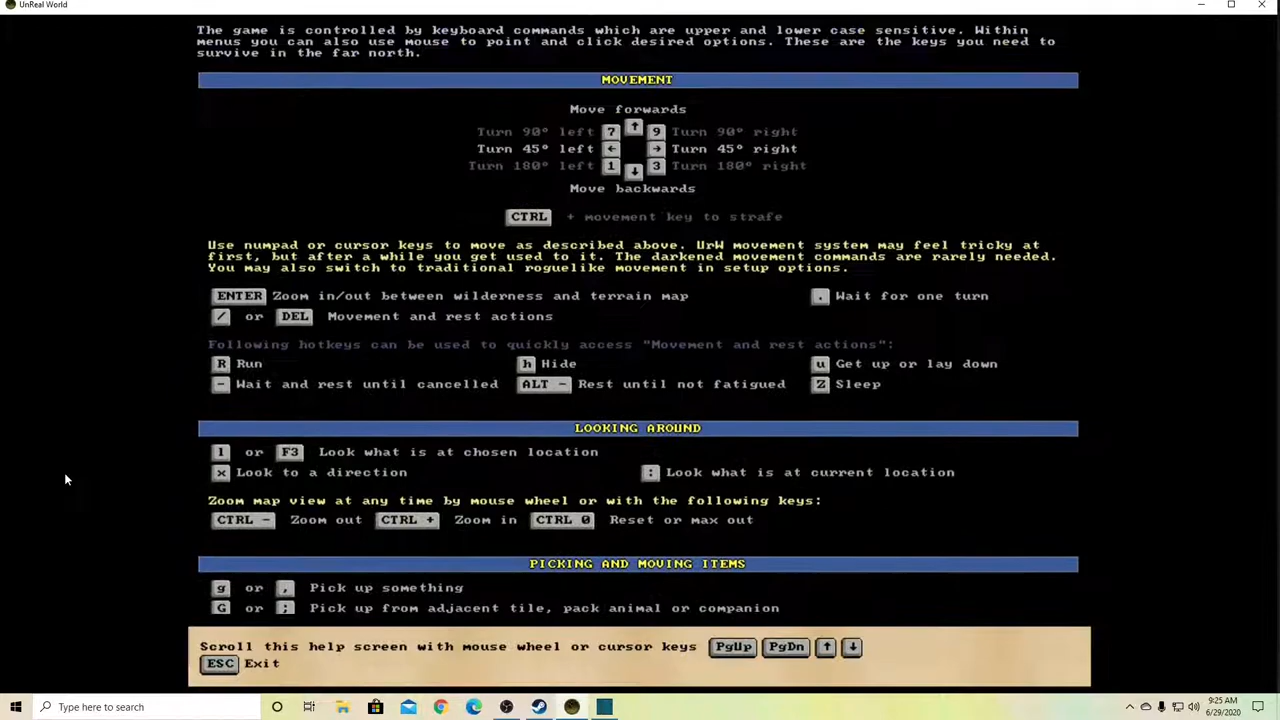 UnReal World
The game is controlled by keyboard commands which are upper and lower case sensitive. Within
menus you can also use mouse to point and click desired options. These are the keys you need to
survive in the far north.
MOVEMENT
Move forwards
Turn 90° left 7 ↑ 9 Turn 90° right
Turn 45° left ← → Turn 45° right
Turn 180° left 1 ↓ 3 Turn 180° right
Move backwards
CTRL + movement key to strafe
Use numpad or cursor keys to move as described above. UrW movement system may feel tricky at
first, but after a while you get used to it. The darkened movement commands are rarely needed.
You may also switch to traditional roguelike movement in setup options.
ENTER Zoom in/out between wilderness and terrain map . Wait for one turn
/ or DEL Movement and rest actions
Following hotkeys can be used to quickly access "Movement and rest actions":
R Run h Hide u Get up or lay down
- Wait and rest until cancelled ALT - Rest until not fatigued Z Sleep
LOOKING AROUND
l or F3 Look what is at chosen location
x Look to a direction : Look what is at current location
Zoom map view at any time by mouse wheel or with the following keys:
CTRL - Zoom out CTRL + Zoom in CTRL 0 Reset or max out
PICKING AND MOVING ITEMS
g or , Pick up something
G or ; Pick up from adjacent tile, pack animal or companion
Scroll this help screen with mouse wheel or cursor keys PgUp PgDn ↑ ↓
ESC Exit
Type here to search
9:25 AM
6/29/2020